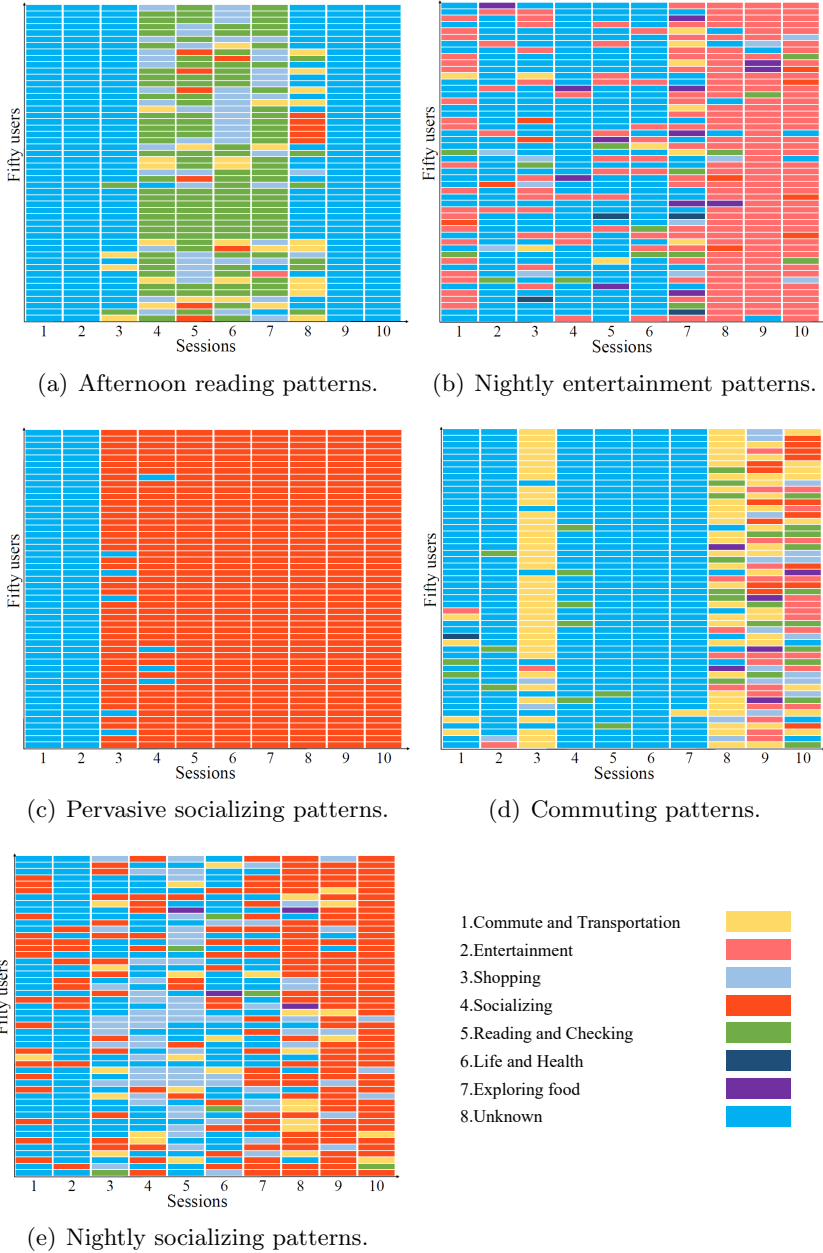 Fifty users
1 2 3 4 5 6 7 8 9 10
Sessions
(a) Afternoon reading patterns.
Fifty users
1 2 3 4 5 6 7 8 9 10
Sessions
(b) Nightly entertainment patterns.
Fifty users
1 2 3 4 5 6 7 8 9 10
Sessions
(c) Pervasive socializing patterns.
Fifty users
1 2 3 4 5 6 7 8 9 10
Sessions
(d) Commuting patterns.
Fifty users
1 2 3 4 5 6 7 8 9 10
Sessions
(e) Nightly socializing patterns.
1.Commute and Transportation
2.Entertainment
3.Shopping
4.Socializing
5.Reading and Checking
6.Life and Health
7.Exploring food
8.Unknown